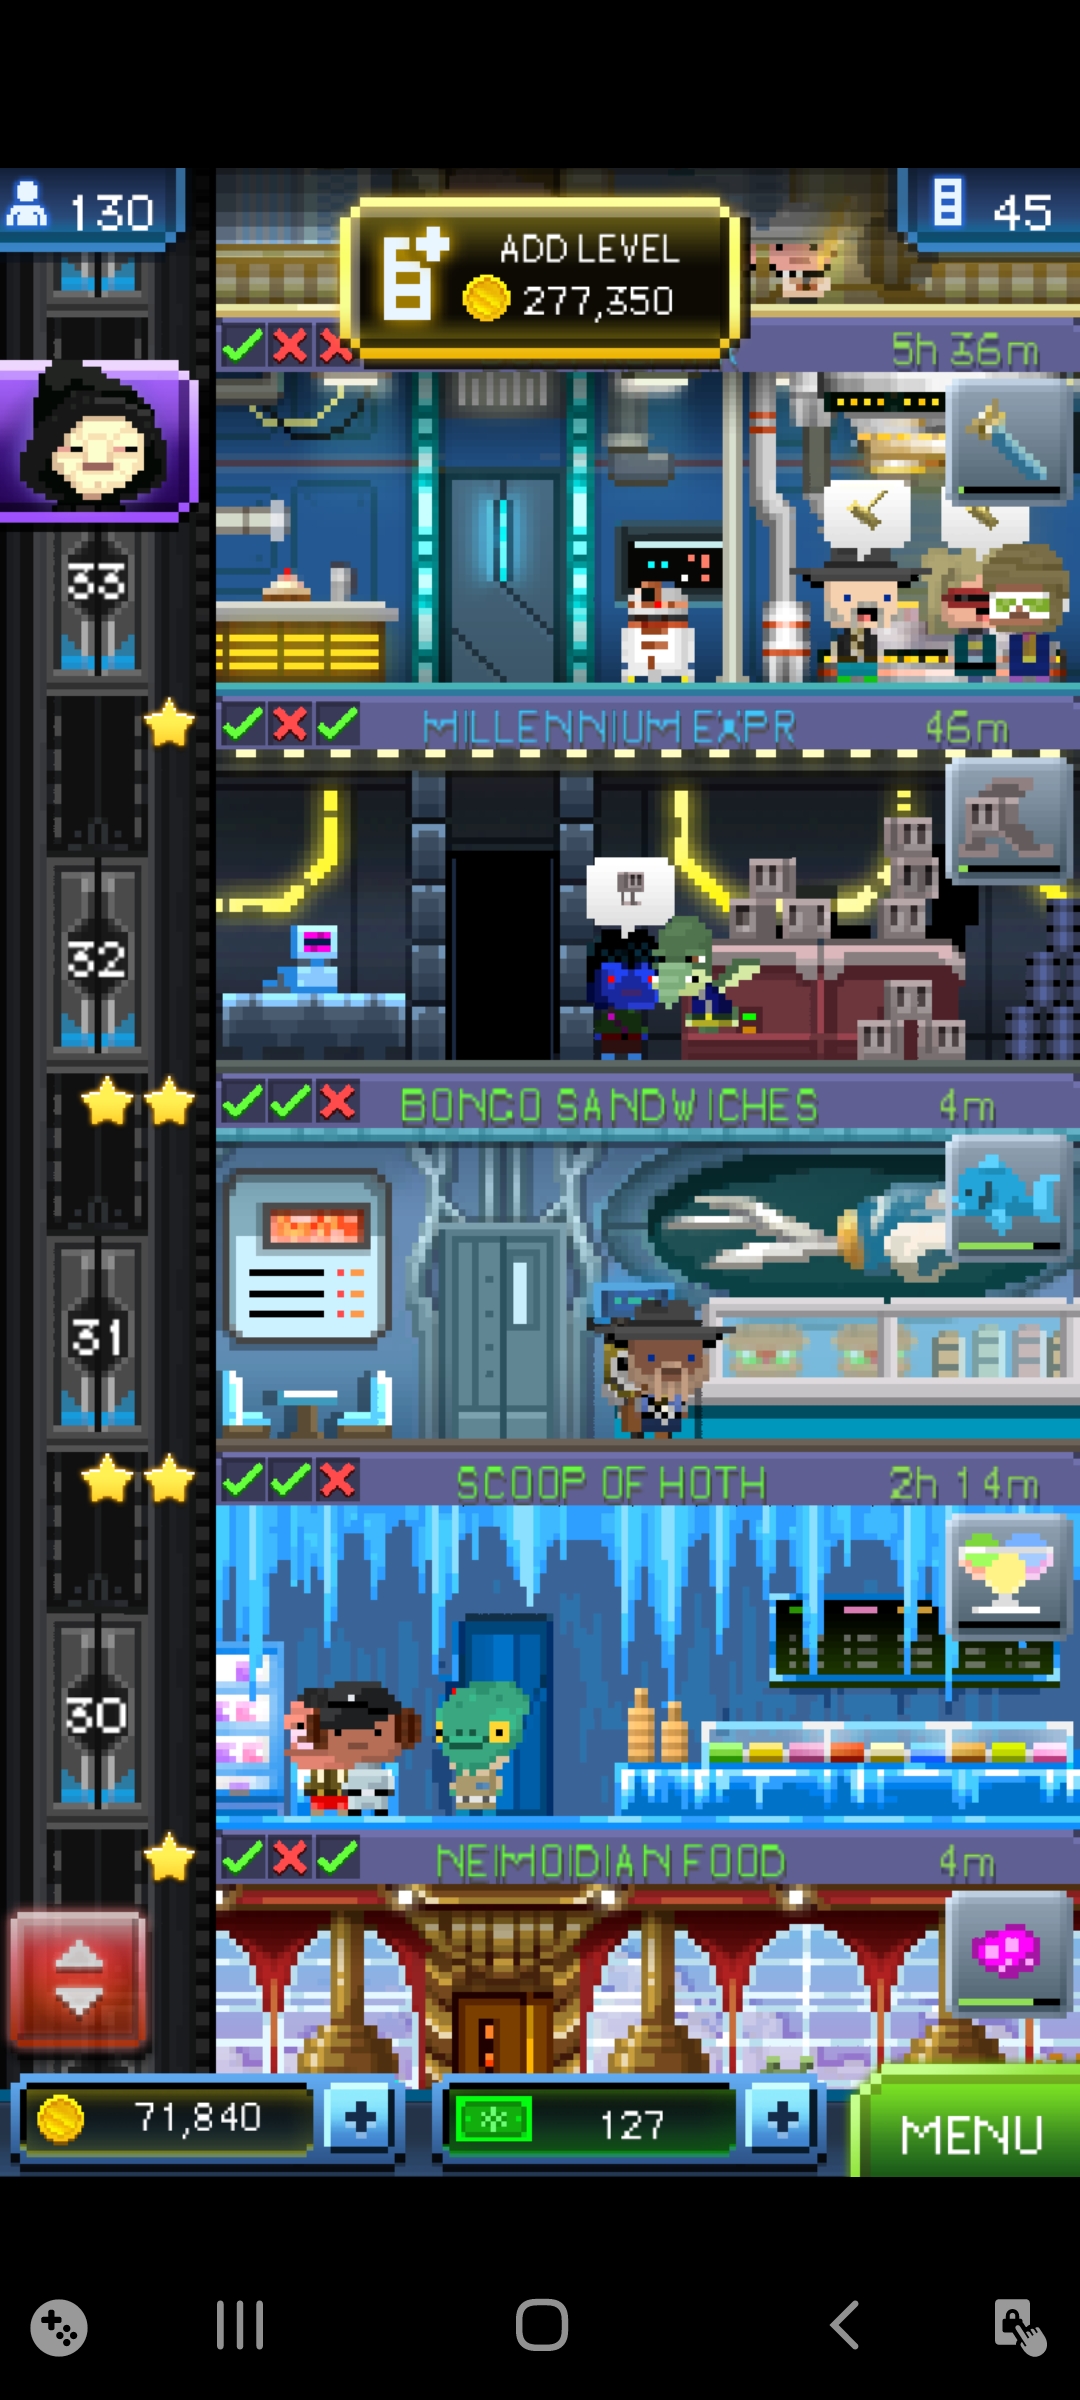 130
45
ADD LEVEL
277,350
5h 36m
33
MILLENNIUM EXPR
46m
32
BONGO SANDWICHES
4m
31
SCOOP OF HOTH
2h 14m
30
NEIMOIDIAN FOOD
4m
71,840
127
MENU